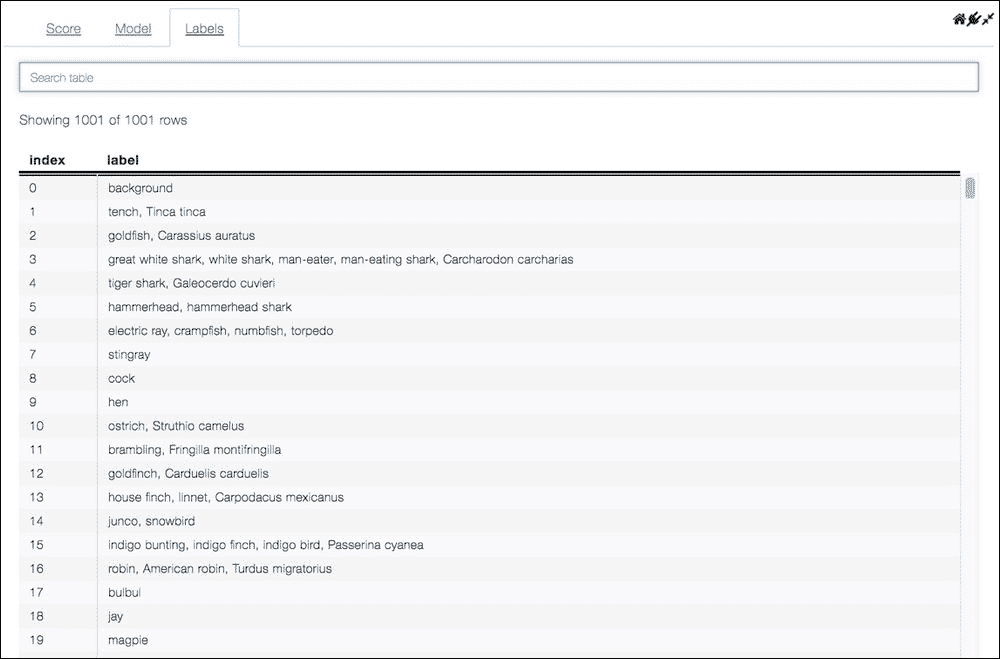 Score Model Labels
Search table
Showing 1001 of 1001 rows
index label
0 background
1 tench, Tinca tinca
2 goldfish, Carassius auratus
3 great white shark, white shark, man-eater, man-eating shark, Carcharodon carcharias
4 tiger shark, Galeocerdo cuvieri
5 hammerhead, hammerhead shark
6 electric ray, crampfish, numbfish, torpedo
7 stingray
8 cock
9 hen
10 ostrich, Struthio camelus
11 brambling, Fringilla montifringilla
12 goldfinch, Carduelis carduelis
13 house finch, linnet, Carpodacus mexicanus
14 junco, snowbird
15 indigo bunting, indigo finch, indigo bird, Passerina cyanea
16 robin, American robin, Turdus migratorius
17 bulbul
18 jay
19 magpie